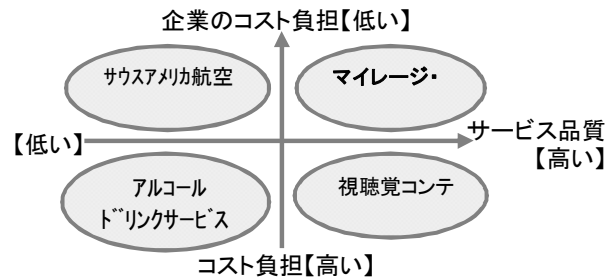 企業のコスト負担【低い】
サウスアメリカ航空
マイレージ・
【低い】
サービス品質
【高い】
アルコール
ドリンクサービス
視聴覚コンテ
コスト負担【高い】